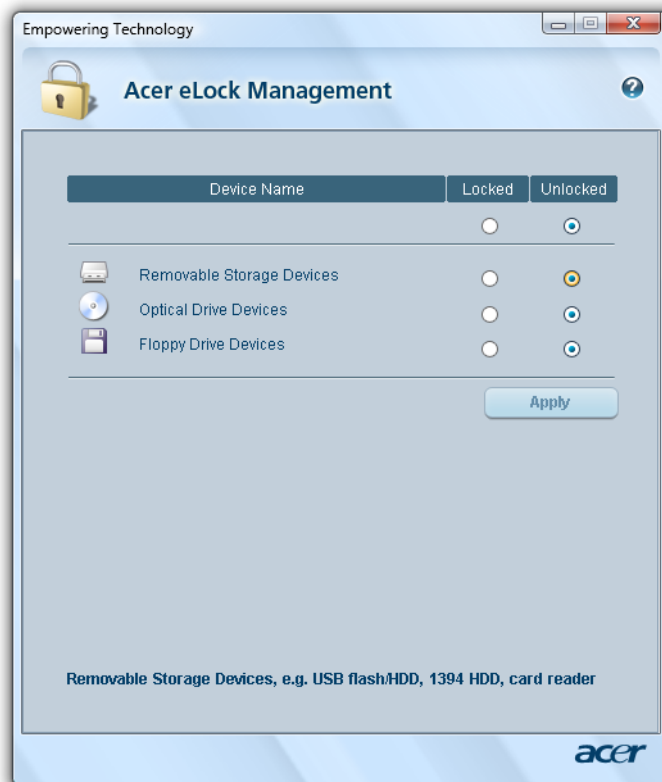 Empowering Technology
Acer eLock Management
Device Name Locked Unlocked
Removable Storage Devices
Optical Drive Devices
Floppy Drive Devices
Apply
Removable Storage Devices, e.g. USB flash/HDD, 1394 HDD, card reader
acer